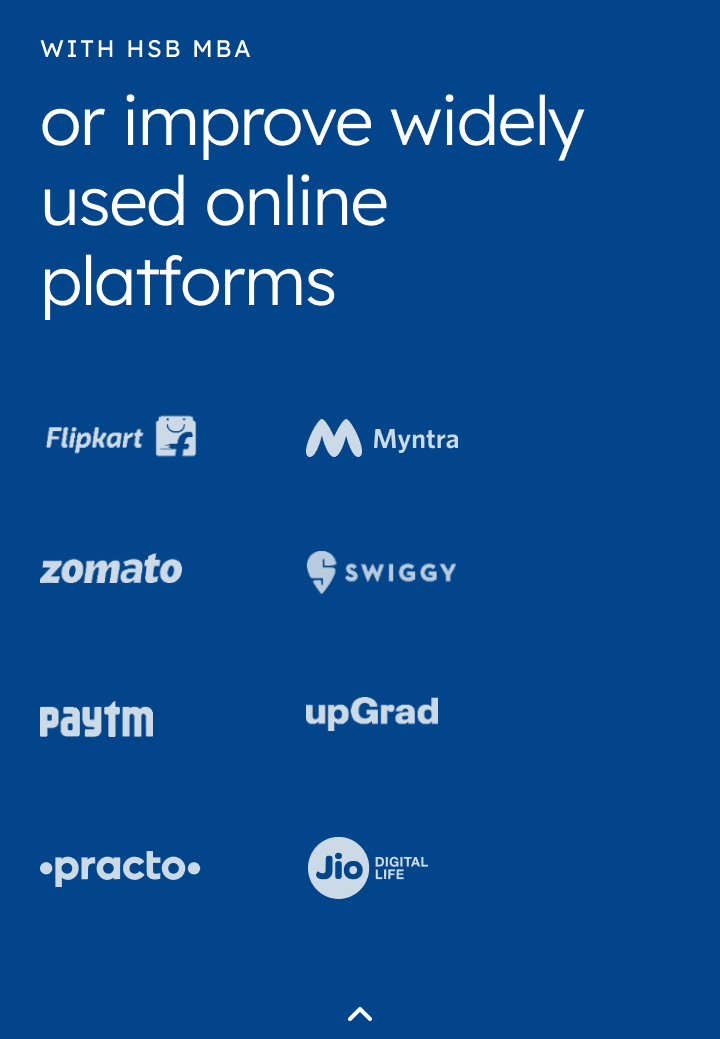 WITH HSB MBA
or improve widely
used online
platforms
Flipkart
Myntra
zomato
SWIGGY
paytm
upGrad
•practo•
Jio DIGITAL
LIFE